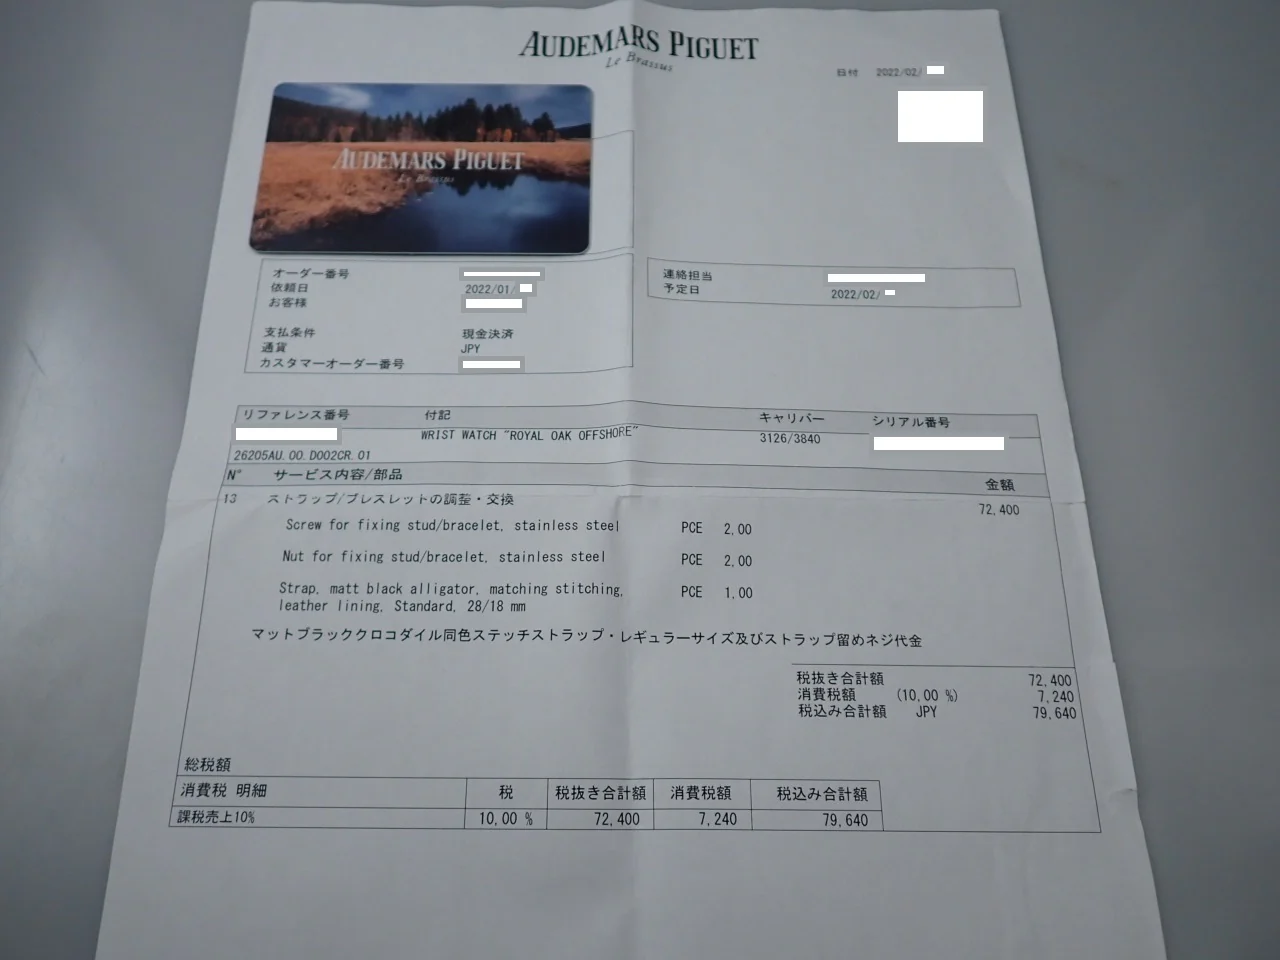 AUDEMARS PIGUET
Le Brassus
日付 2022/02/
AUDEMARS PIGUET
Le Brassus
オーダー番号
依頼日 2022/01/
お客様
支払条件 現金決済
通貨 JPY
カスタマーオーダー番号
連絡担当
予定日 2022/02/
リファレンス番号 付記 キャリバー シリアル番号
WRIST WATCH "ROYAL OAK OFFSHORE" 3126/3840
26205AU.00.D002CR.01
N° サービス内容/部品 金額
13 ストラップ/ブレスレットの調整・交換 72,400
Screw for fixing stud/bracelet, stainless steel PCE 2,00
Nut for fixing stud/bracelet, stainless steel PCE 2,00
Strap, matt black alligator, matching stitching, PCE 1,00
leather lining, Standard, 28/18 mm
マットブラッククロコダイル同色ステッチストラップ・レギュラーサイズ及びストラップ留めネジ代金
税抜き合計額 72,400
消費税額 (10,00 %) 7,240
税込み合計額 JPY 79,640
総税額
消費税 明細 税 税抜き合計額 消費税額 税込み合計額
課税売上10% 10,00 % 72,400 7,240 79,640